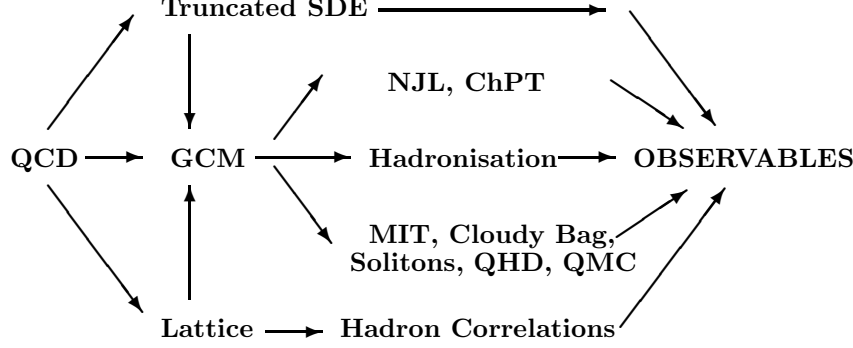 Truncated SDE
NJL, ChPT
QCD GCM Hadronisation OBSERVABLES
MIT, Cloudy Bag,
Solitons, QHD, QMC
Lattice Hadron Correlations